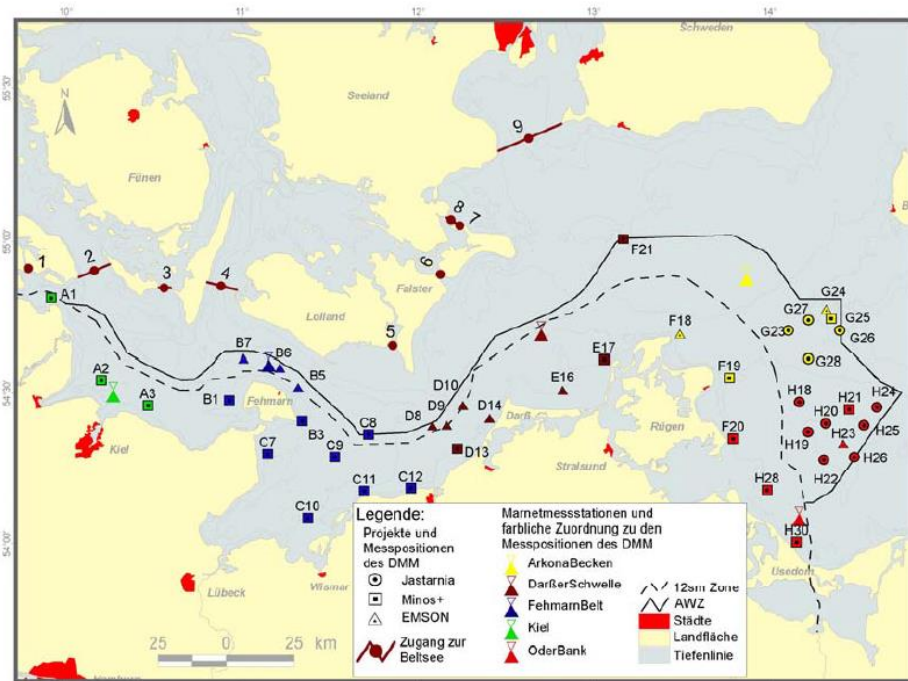 10° 11° 12° 13° 14°
55°30'
55°00'
54°30'
54°00'
Schweden
Seeland
Fünen
Lolland
Falster
Fehmarn
Kiel
Darß
Rügen
Stralsund
Lübeck
Wismar
Usedom
1
2
3
4
5
6
7
8
9
A1
A2
A3
B7
B6
B5
B1
B3
C7
C8
C9
C10
C11
C12
D8
D9
D10
D13
D14
E16
E17
F18
F19
F20
F21
G23
G24
G25
G26
G27
G28
H18
H19
H20
H21
H22
H23
H24
H25
H26
H28
H30
25 0 25
km
Legende:
Projekte und
Messpositionen
des DMM
Jastarnia
Minos+
EMSON
Zugang zur
Beltsee
Marnetmessstationen und
farbliche Zuordnung zu den
Messpositionen des DMM
ArkonaBecken
DarßerSchwelle
FehmarnBelt
Kiel
OderBank
12sm Zone
AWZ
Städte
Landfläche
Tiefenlinie